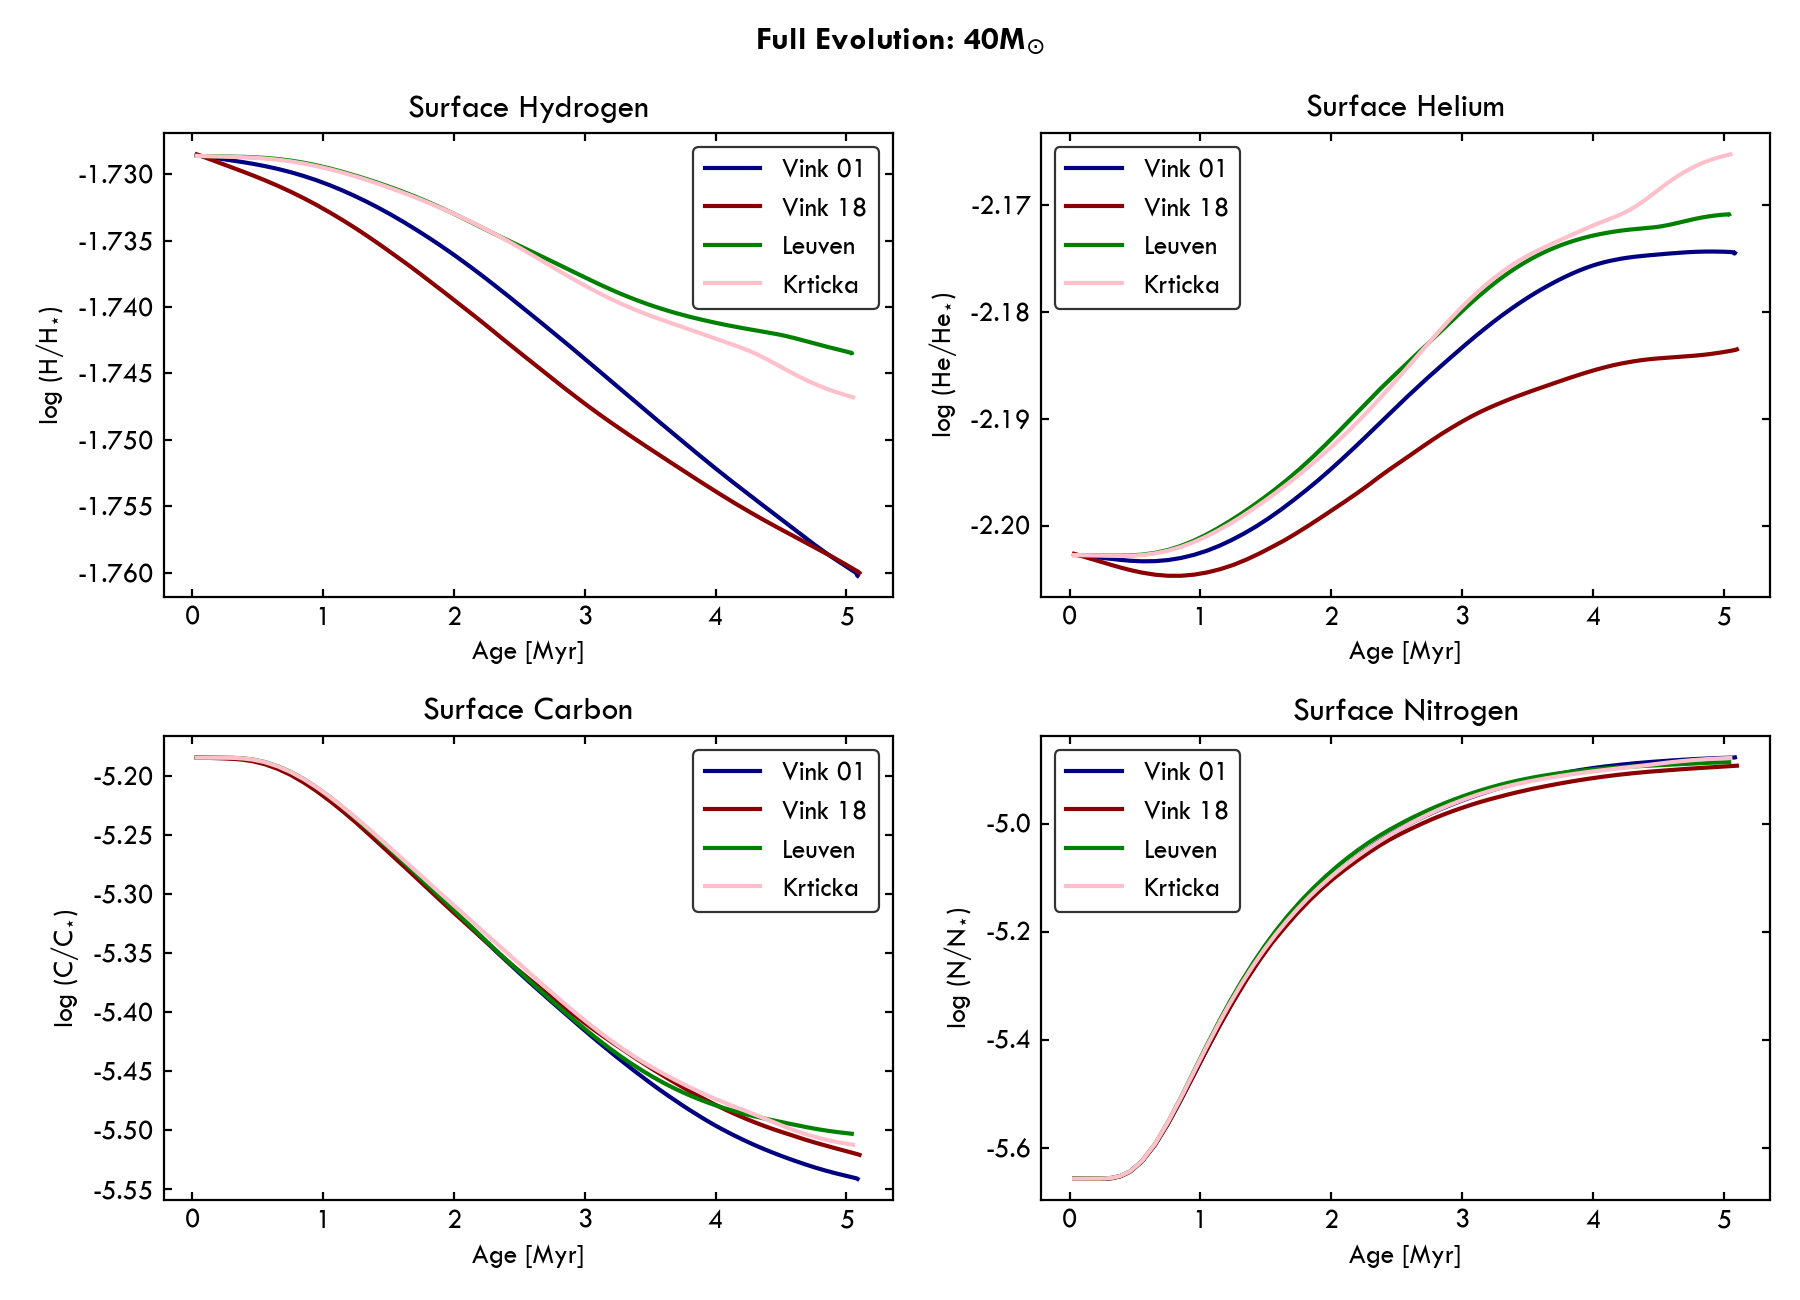 Full Evolution: 40M☉
Surface Hydrogen
log (H/H⋆)
-1.730
-1.735
-1.740
-1.745
-1.750
-1.755
-1.760
Vink 01
Vink 18
Leuven
Krticka
0 1 2 3 4 5
Age [Myr]
Surface Helium
log (He/He⋆)
-2.17
-2.18
-2.19
-2.20
Vink 01
Vink 18
Leuven
Krticka
0 1 2 3 4 5
Age [Myr]
Surface Carbon
log (C/C⋆)
-5.20
-5.25
-5.30
-5.35
-5.40
-5.45
-5.50
-5.55
Vink 01
Vink 18
Leuven
Krticka
0 1 2 3 4 5
Age [Myr]
Surface Nitrogen
log (N/N⋆)
-5.0
-5.2
-5.4
-5.6
Vink 01
Vink 18
Leuven
Krticka
0 1 2 3 4 5
Age [Myr]